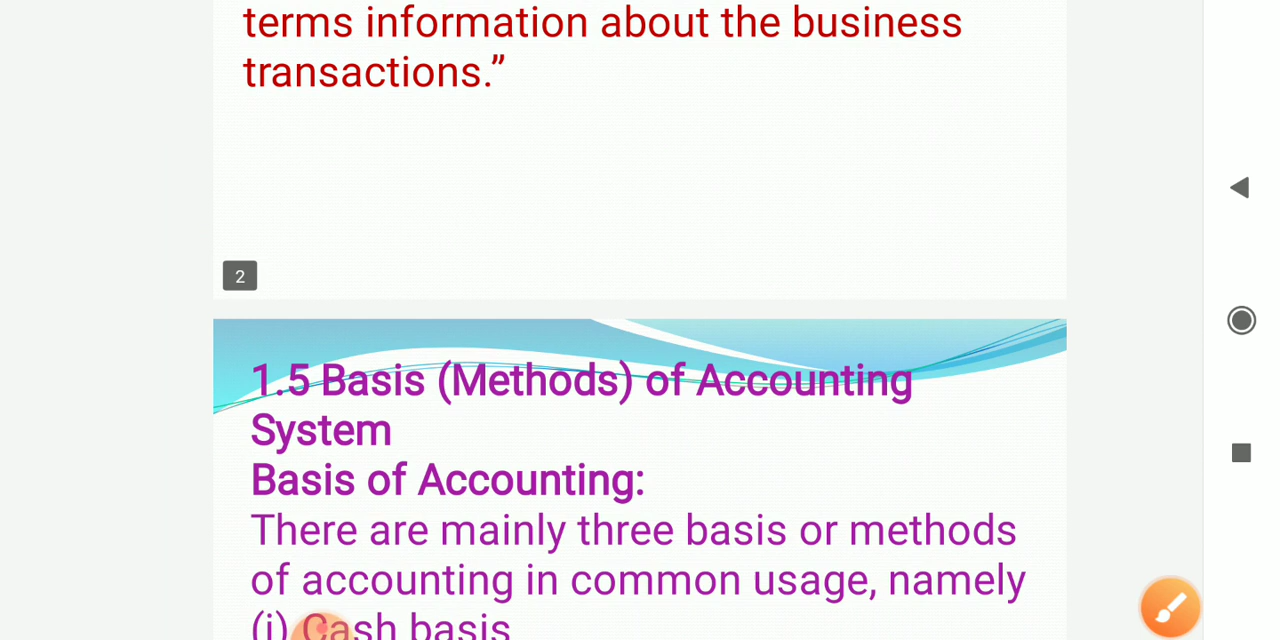 terms information about the business
transactions.”
2
1.5 Basis (Methods) of Accounting
System
Basis of Accounting:
There are mainly three basis or methods
of accounting in common usage, namely
(i) Cash basis